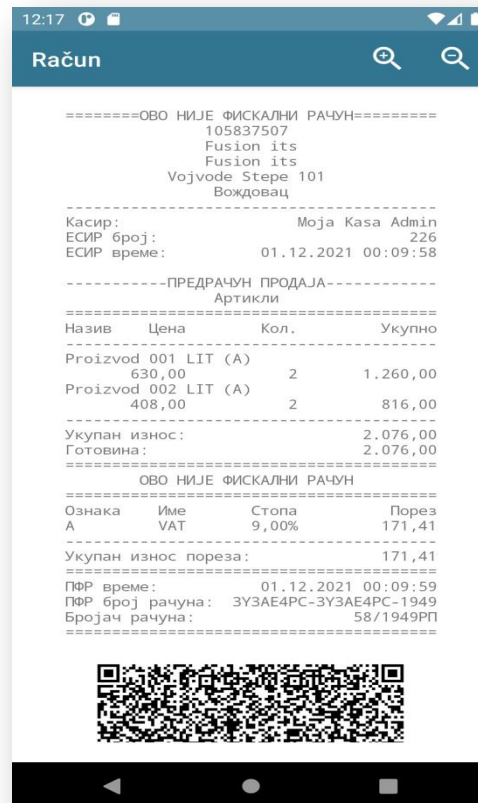 12:17
Račun
========ОВО НИЈЕ ФИСКАЛНИ РАЧУН=========
105837507
Fusion its
Fusion its
Vojvode Stepe 101
Вождовац
----------------------------------------
Касир: Moja Kasa Admin
ЕСИР број: 226
ЕСИР време: 01.12.2021 00:09:58
-----------ПРЕДРАЧУН ПРОДАЈА------------
Артикли
========================================
Назив Цена Кол. Укупно
----------------------------------------
Proizvod 001 LIT (A)
630,00 2 1.260,00
Proizvod 002 LIT (A)
408,00 2 816,00
----------------------------------------
Укупан износ: 2.076,00
Готовина: 2.076,00
========================================
ОВО НИЈЕ ФИСКАЛНИ РАЧУН
========================================
Ознака Име Стопа Порез
A VAT 9,00% 171,41
----------------------------------------
Укупан износ пореза: 171,41
========================================
ПФР време: 01.12.2021 00:09:59
ПФР број рачуна: 3Y3AE4PC-3Y3AE4PC-1949
Бројач рачуна: 58/1949РП
========================================